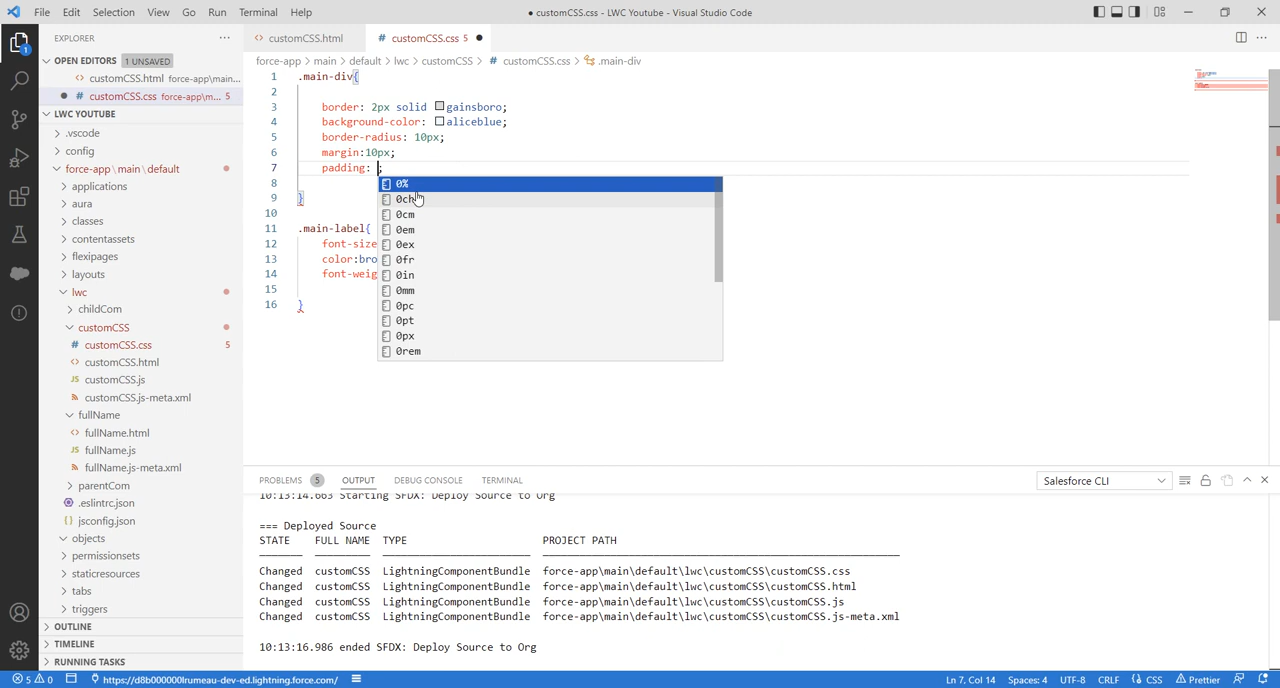 File Edit Selection View Go Run Terminal Help
● customCSS.css - LWC Youtube - Visual Studio Code
EXPLORER
OPEN EDITORS 1 UNSAVED
customCSS.html force-app\main...
customCSS.css force-app\m... 5
LWC YOUTUBE
.vscode
config
force-app\main\default
applications
aura
classes
contentassets
flexipages
layouts
lwc
childCom
customCSS
customCSS.css 5
customCSS.html
customCSS.js
customCSS.js-meta.xml
fullName
fullName.html
fullName.js
fullName.js-meta.xml
parentCom
.eslintrc.json
jsconfig.json
objects
permissionsets
staticresources
tabs
triggers
OUTLINE
TIMELINE
RUNNING TASKS
customCSS.html
customCSS.css 5
force-app > main > default > lwc > customCSS > # customCSS.css > .main-div
1 .main-div{
2
3 border: 2px solid gainsboro;
4 background-color: aliceblue;
5 border-radius: 10px;
6 margin:10px;
7 padding: ;
8
9 }
10
11 .main-label{
12 font-size
13 color:bro
14 font-weig
15
16 }
0%
0ch
0cm
0em
0ex
0fr
0in
0mm
0pc
0pt
0px
0rem
PROBLEMS 5 OUTPUT DEBUG CONSOLE TERMINAL
Salesforce CLI
10:13:14.663 Starting SFDX: Deploy Source to Org
=== Deployed Source
STATE FULL NAME TYPE PROJECT PATH
Changed customCSS LightningComponentBundle force-app\main\default\lwc\customCSS\customCSS.css
Changed customCSS LightningComponentBundle force-app\main\default\lwc\customCSS\customCSS.html
Changed customCSS LightningComponentBundle force-app\main\default\lwc\customCSS\customCSS.js
Changed customCSS LightningComponentBundle force-app\main\default\lwc\customCSS\customCSS.js-meta.xml
10:13:16.986 ended SFDX: Deploy Source to Org
5 0 https://d8b000000lrumeau-dev-ed.lightning.force.com/
Ln 7, Col 14 Spaces: 4 UTF-8 CRLF CSS Prettier